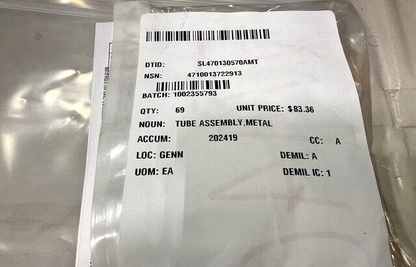 DTID: SL470130570AMT
NSN: 4710013722913
BATCH: 1002355793
QTY: 69 UNIT PRICE: $83.36
NOUN: TUBE ASSEMBLY,METAL
ACCUM: 202419 CC: A
LOC: GENN DEMIL: A
UOM: EA DEMIL IC: 1